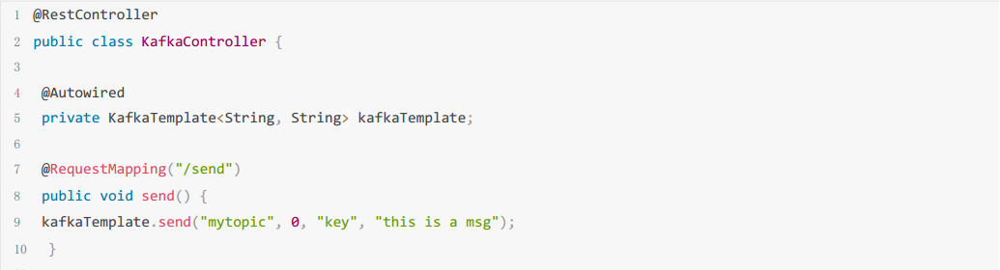 1 @RestController
2 public class KafkaController {
3
4 @Autowired
5 private KafkaTemplate<String, String> kafkaTemplate;
6
7 @RequestMapping("/send")
8 public void send() {
9 kafkaTemplate.send("mytopic", 0, "key", "this is a msg");
10 }